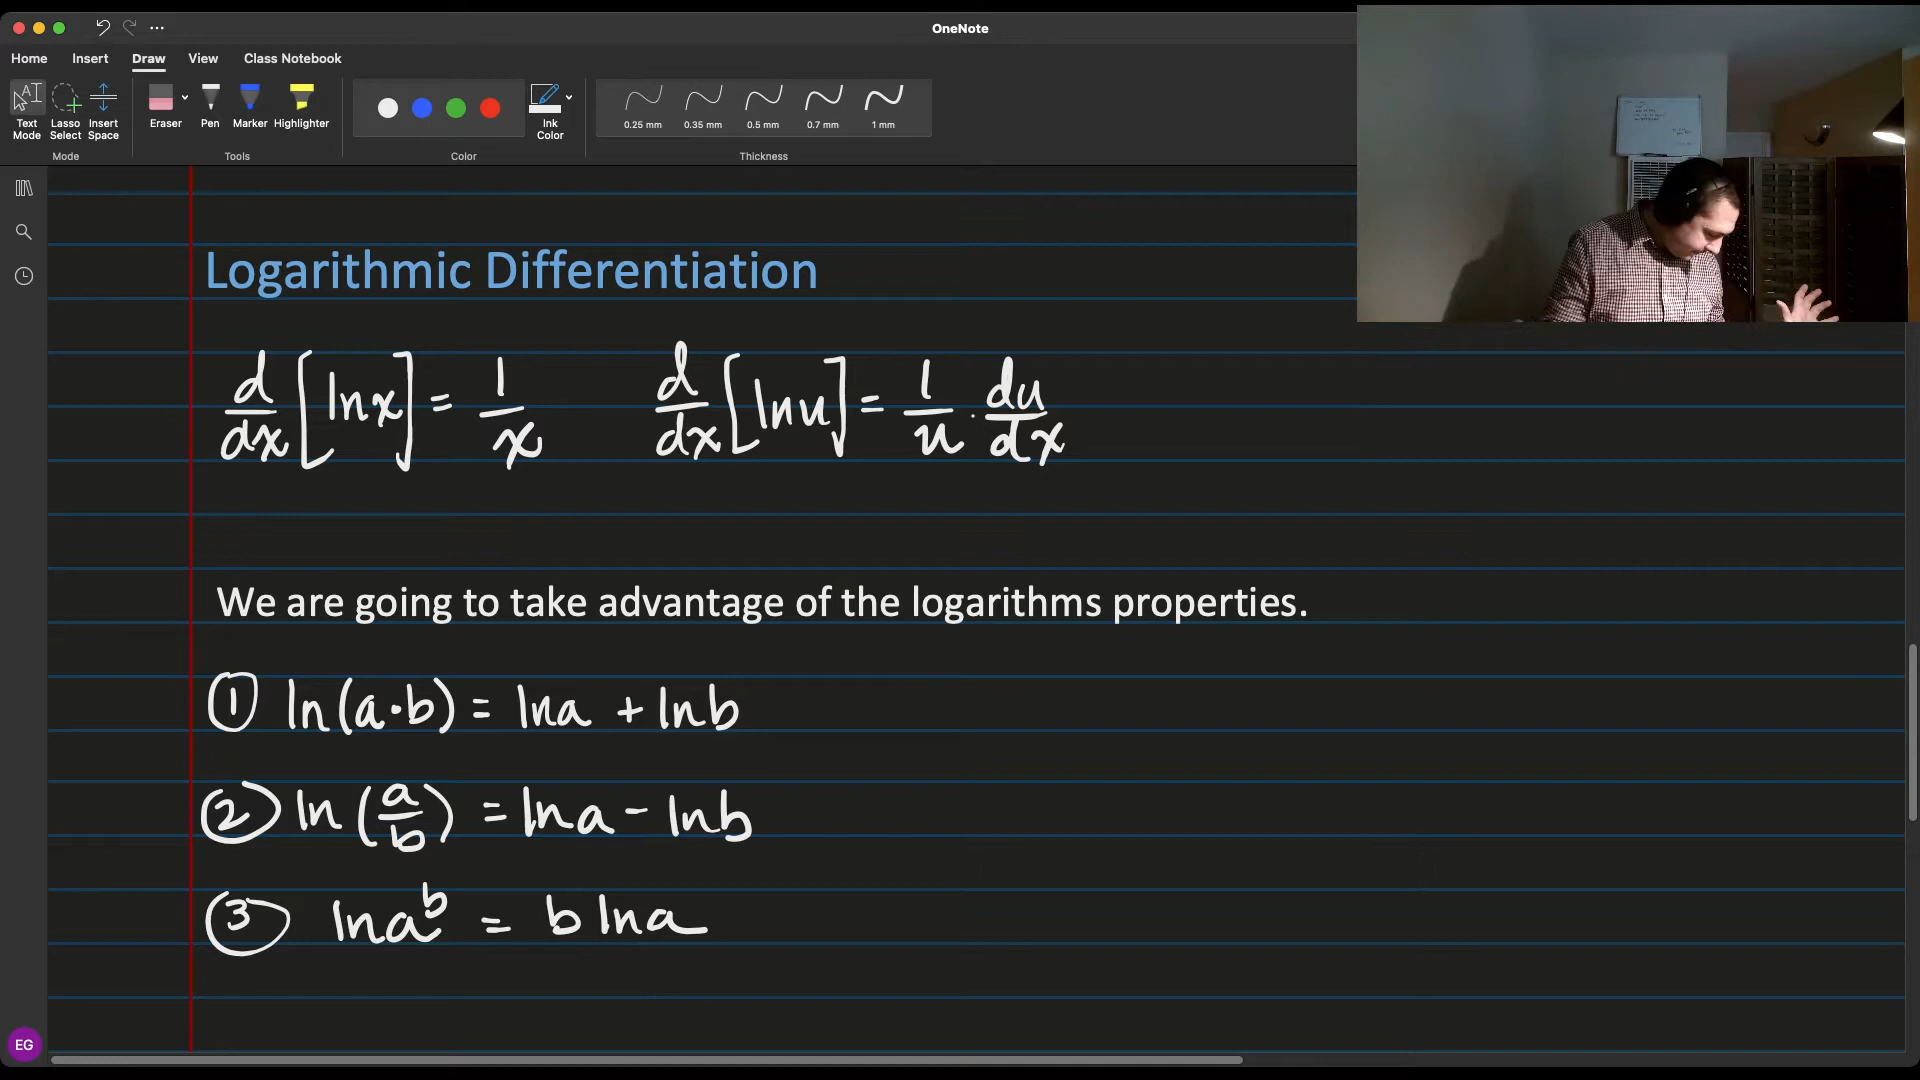 OneNote
Home Insert Draw View Class Notebook
Text Mode
Lasso Select
Insert Space
Eraser
Pen
Marker
Highlighter
Ink Color
0.25 mm 0.35 mm 0.5 mm 0.7 mm 1 mm
Mode Tools Color Thickness
Logarithmic Differentiation
d/dx [ln x] = 1/x d/dx [ln u] = 1/u · du/dx
We are going to take advantage of the logarithms properties.
① ln(a·b) = ln a + ln b
② ln(a/b) = ln a - ln b
③ ln a^b = b ln a
EG